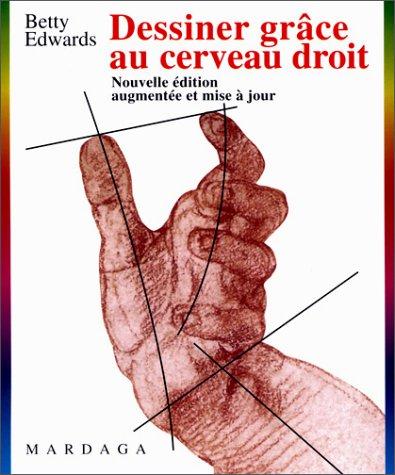 Betty
Edwards
Dessiner grâce
au cerveau droit
Nouvelle édition
augmentée et mise à jour
MARDAGA